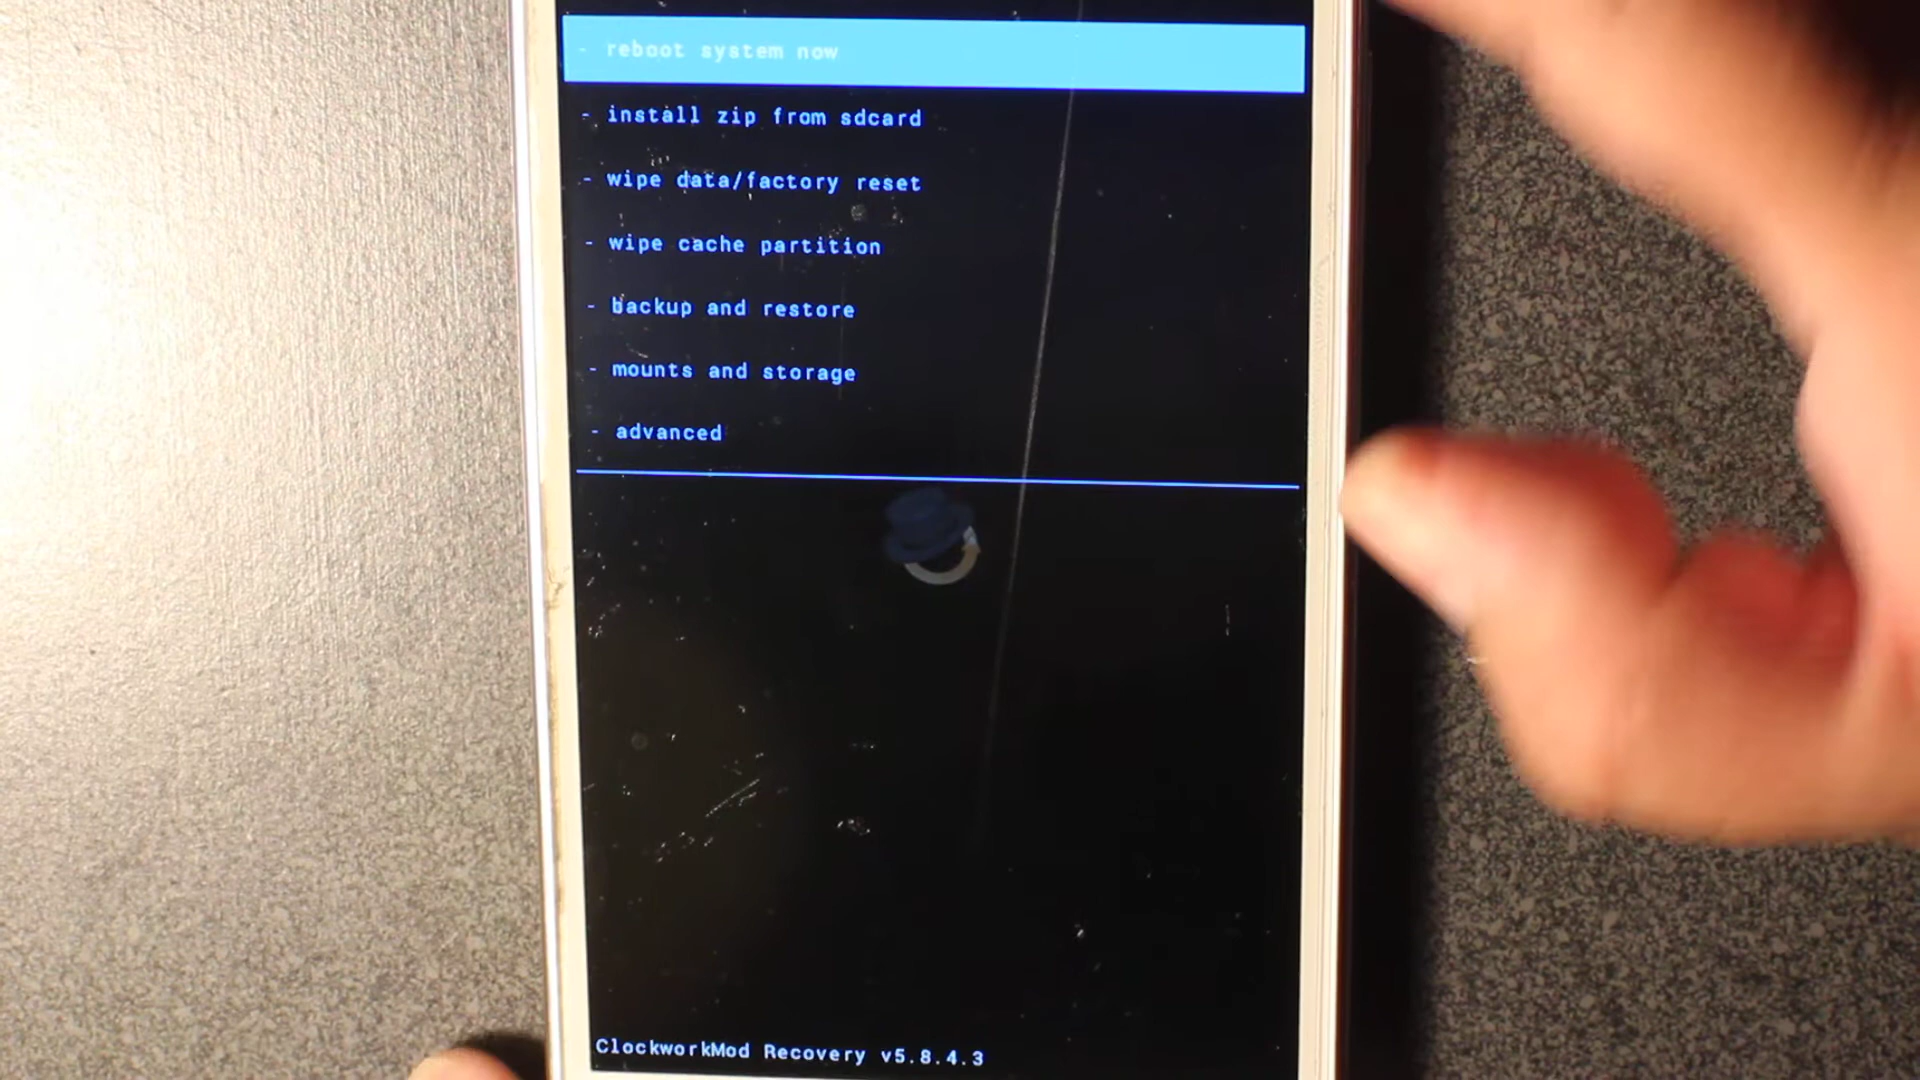 - reboot system now
- install zip from sdcard
- wipe data/factory reset
- wipe cache partition
- backup and restore
- mounts and storage
- advanced
ClockworkMod Recovery v5.8.4.3